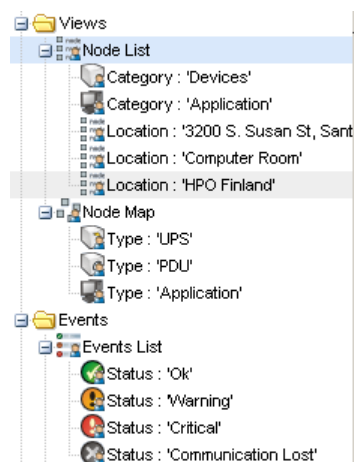 Views
Node List
Category : 'Devices'
Category : 'Application'
Location : '3200 S. Susan St, Sant
Location : 'Computer Room'
Location : 'HPO Finland'
Node Map
Type : 'UPS'
Type : 'PDU'
Type : 'Application'
Events
Events List
Status : 'Ok'
Status : 'Warning'
Status : 'Critical'
Status : 'Communication Lost'